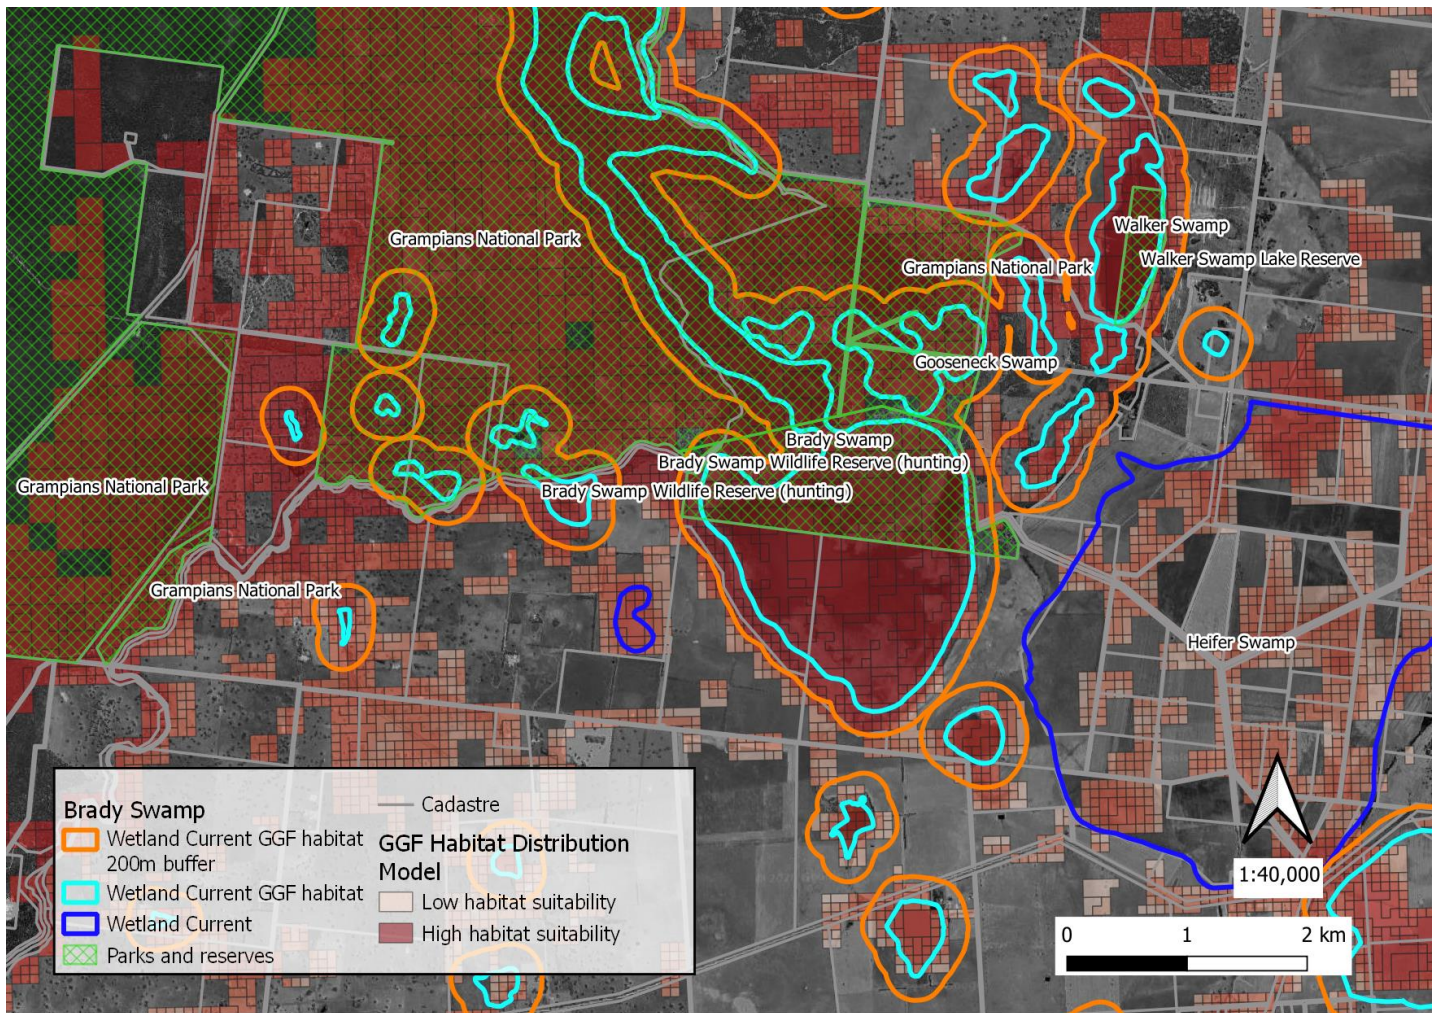 Grampians National Park
Walker Swamp
Walker Swamp Lake Reserve
Grampians National Park
Gooseneck Swamp
Brady Swamp
Brady Swamp Wildlife Reserve (hunting)
Brady Swamp Wildlife Reserve (hunting)
Grampians National Park
Grampians National Park
Heifer Swamp
Brady Swamp
Wetland Current GGF habitat
200m buffer
Wetland Current GGF habitat
Wetland Current
Parks and reserves
Cadastre
GGF Habitat Distribution
Model
Low habitat suitability
High habitat suitability
1:40,000
0 1 2 km